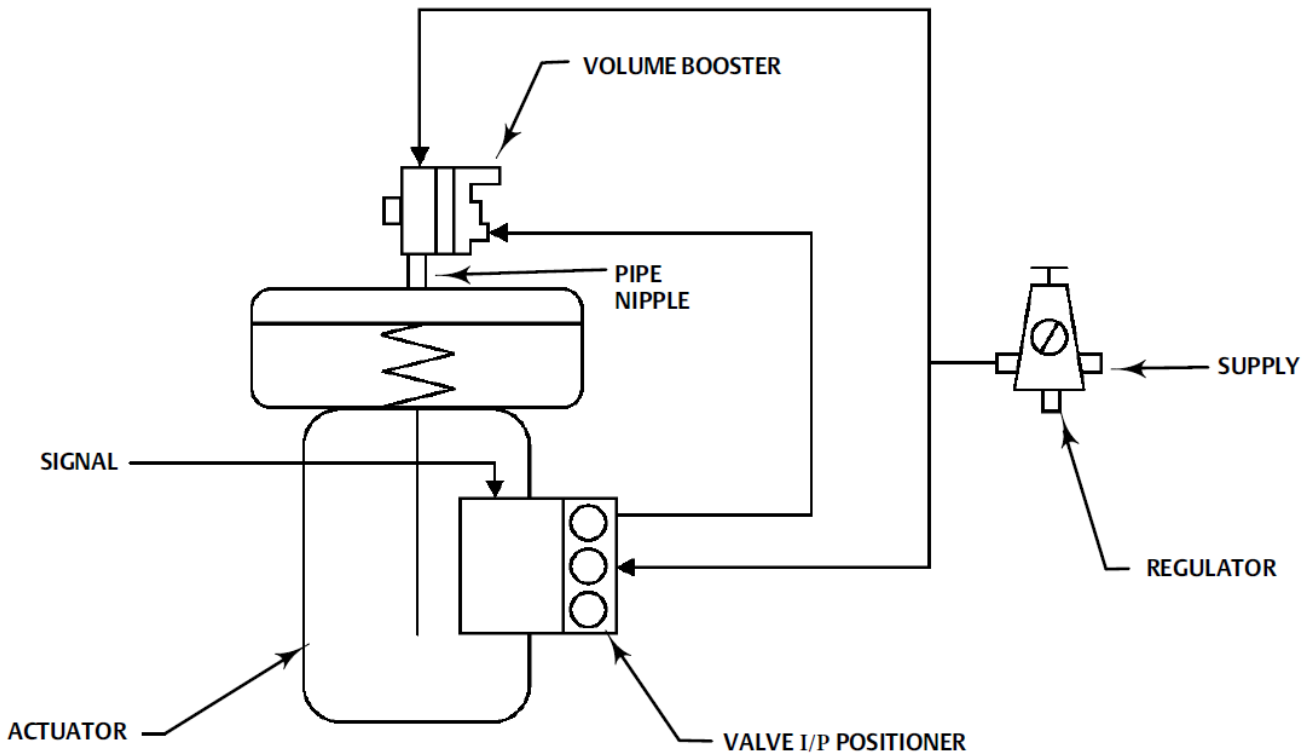 VOLUME BOOSTER
PIPE
NIPPLE
SUPPLY
SIGNAL
REGULATOR
ACTUATOR
VALVE I/P POSITIONER